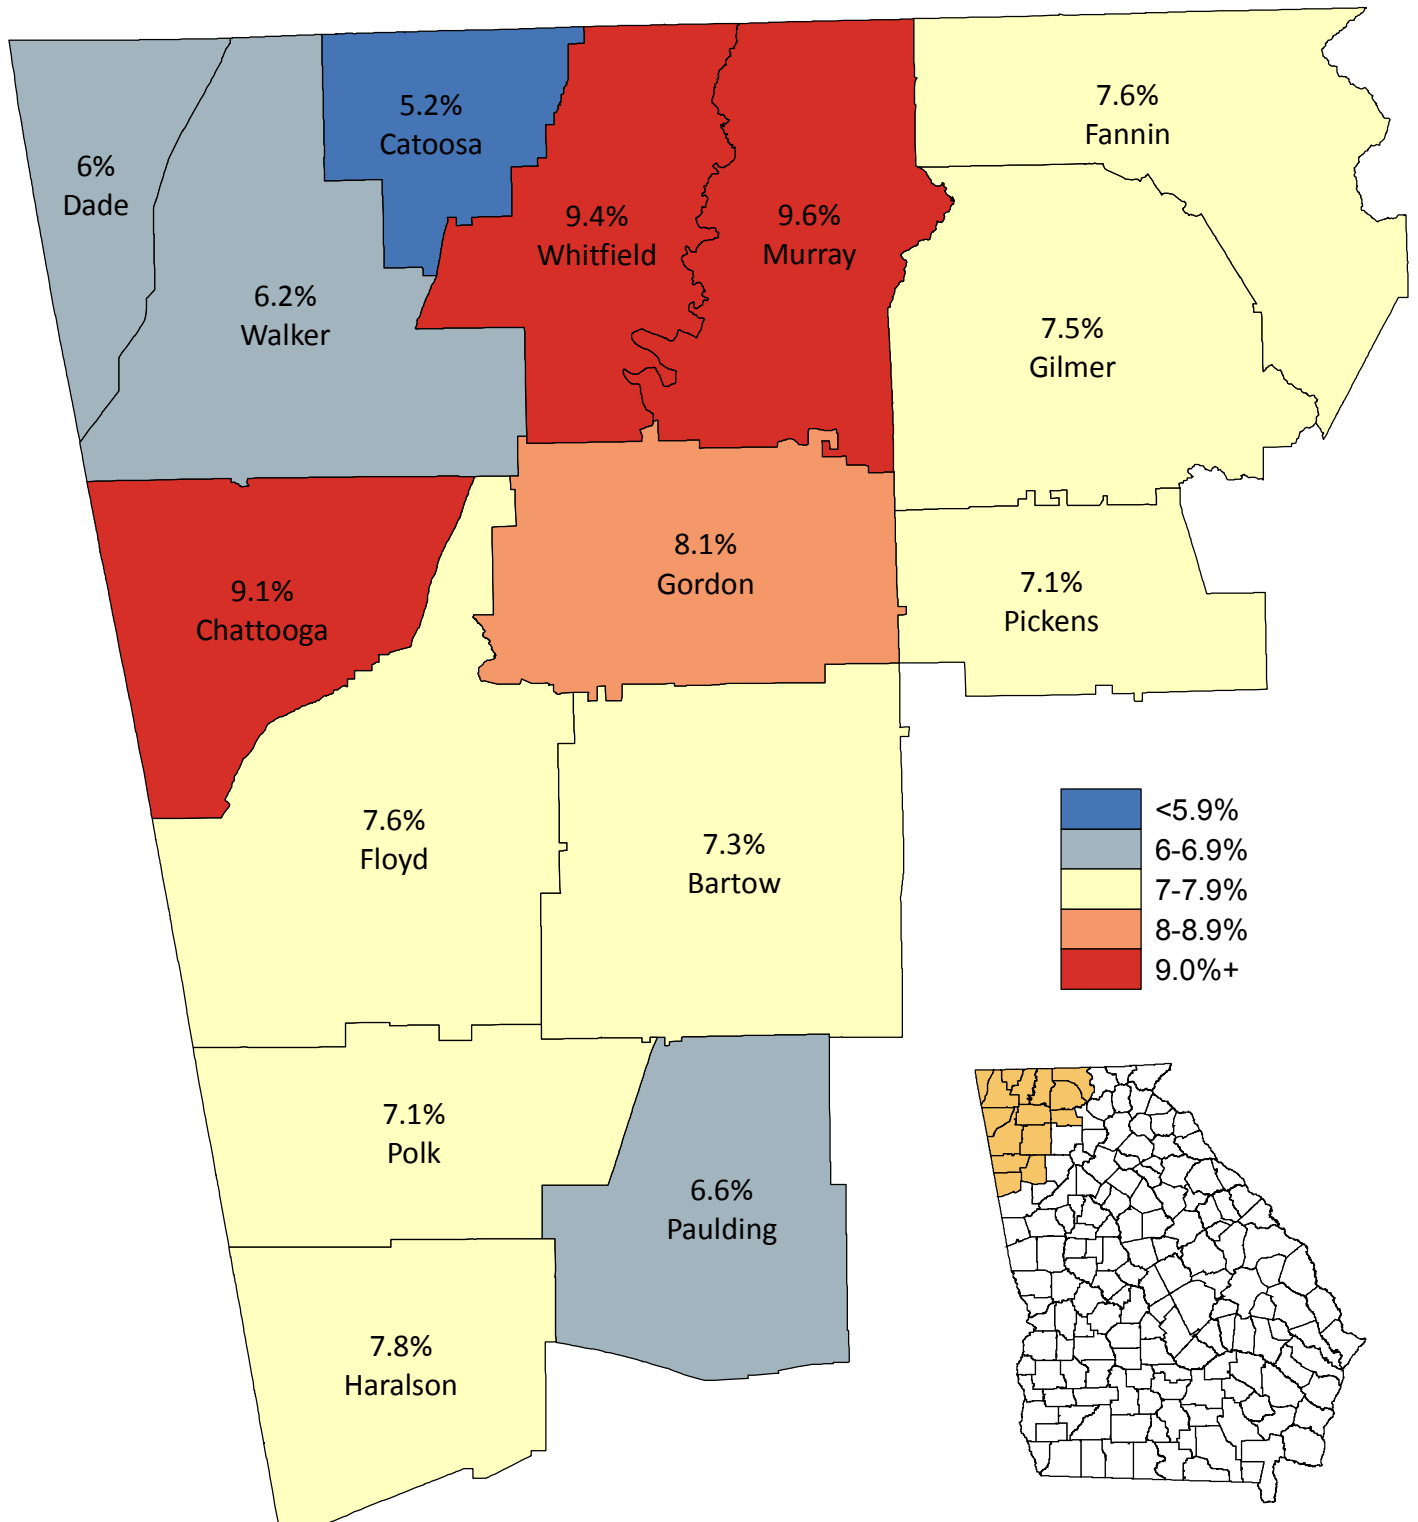 7.6%
Fannin
5.2%
Catoosa
6%
Dade
9.4%
Whitfield
9.6%
Murray
6.2%
Walker
7.5%
Gilmer
8.1%
Gordon
7.1%
Pickens
9.1%
Chattooga
7.6%
Floyd
7.3%
Bartow
<5.9%
6-6.9%
7-7.9%
8-8.9%
9.0%+
7.1%
Polk
6.6%
Paulding
7.8%
Haralson